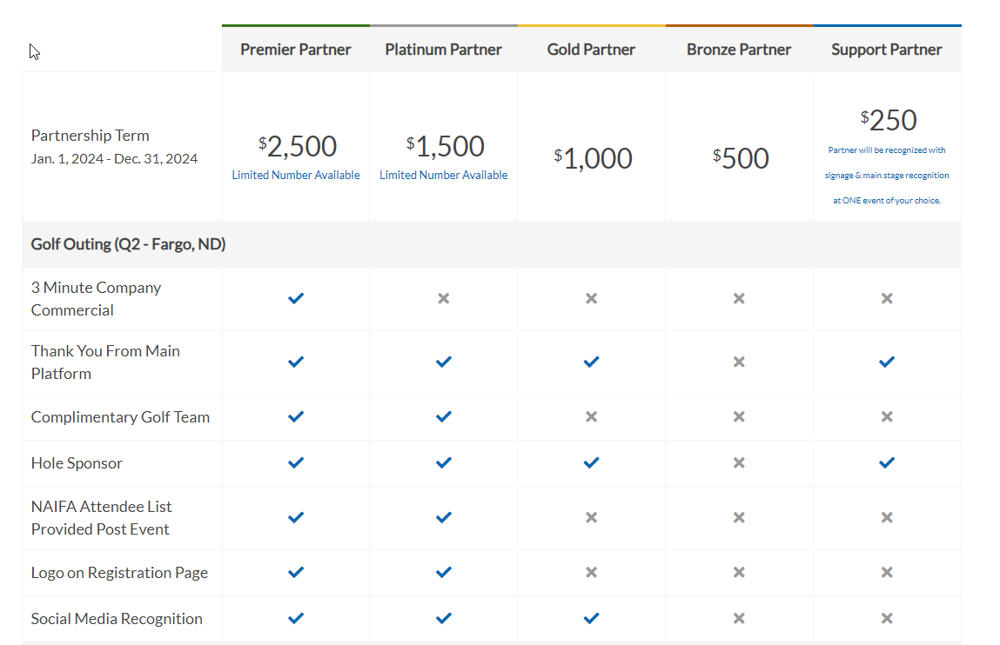 Premier Partner Platinum Partner Gold Partner Bronze Partner Support Partner
Partnership Term
Jan. 1, 2024 - Dec. 31, 2024
$2,500
Limited Number Available
$1,500
Limited Number Available
$1,000
$500
$250
Partner will be recognized with
signage & main stage recognition
at ONE event of your choice.
Golf Outing (Q2 - Fargo, ND)
3 Minute Company
Commercial
Thank You From Main
Platform
Complimentary Golf Team
Hole Sponsor
NAIFA Attendee List
Provided Post Event
Logo on Registration Page
Social Media Recognition